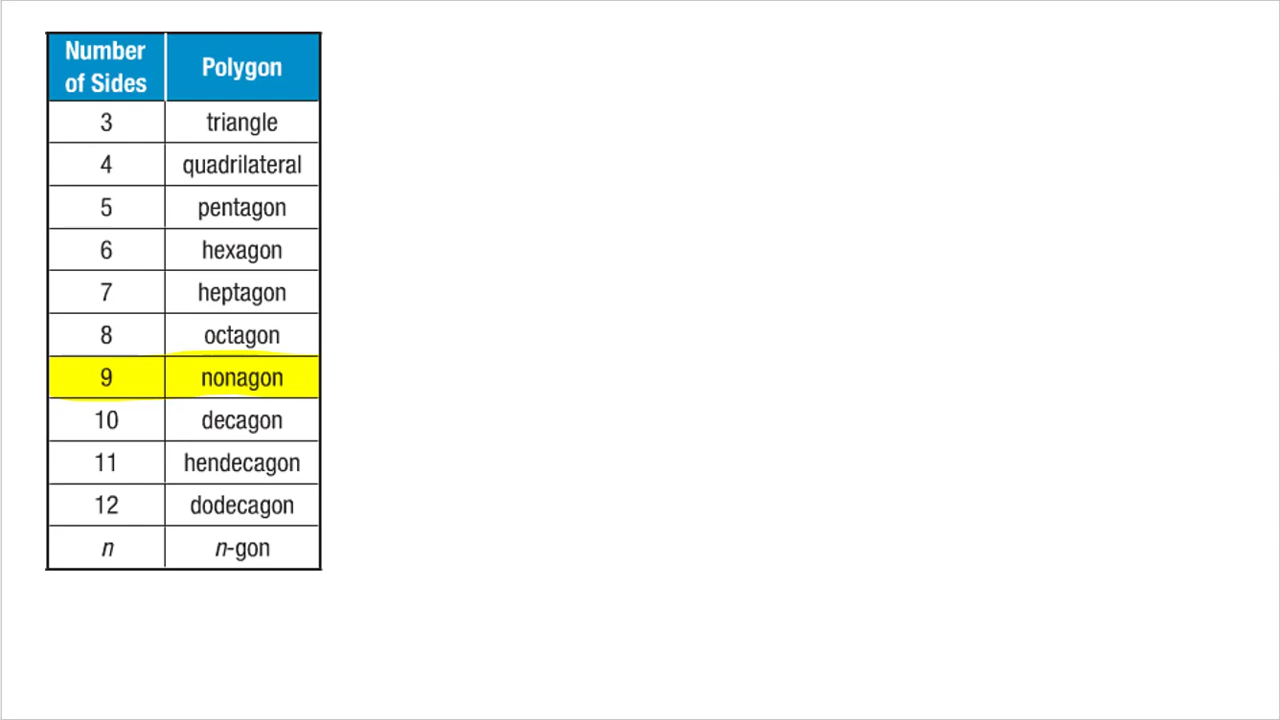 Number of Sides Polygon
3 triangle
4 quadrilateral
5 pentagon
6 hexagon
7 heptagon
8 octagon
9 nonagon
10 decagon
11 hendecagon
12 dodecagon
n n-gon